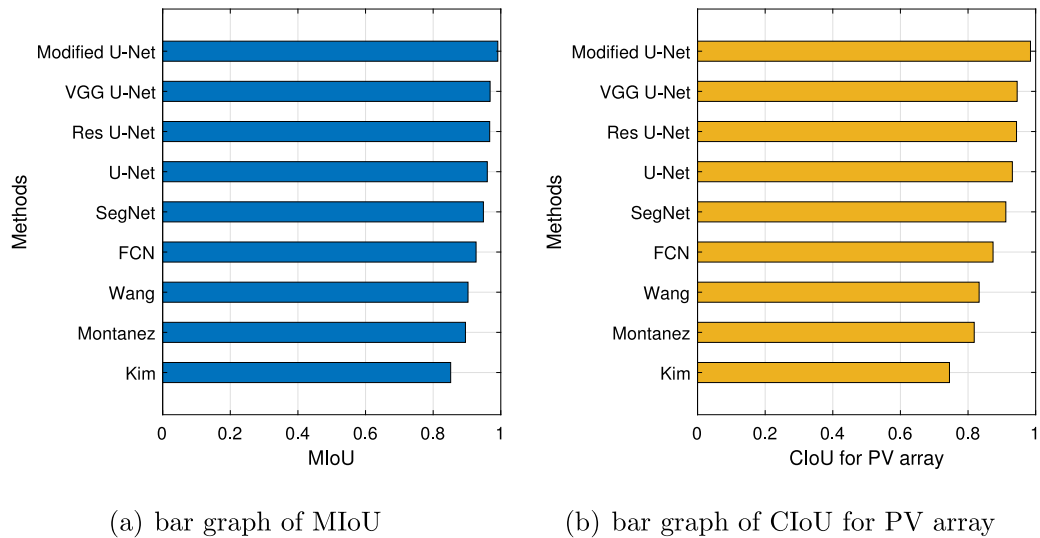 Modified U-Net
VGG U-Net
Res U-Net
U-Net
SegNet
FCN
Wang
Montanez
Kim
Methods
0 0.2 0.4 0.6 0.8 1
MIoU
(a) bar graph of MIoU
Modified U-Net
VGG U-Net
Res U-Net
U-Net
SegNet
FCN
Wang
Montanez
Kim
Methods
0 0.2 0.4 0.6 0.8 1
CIoU for PV array
(b) bar graph of CIoU for PV array